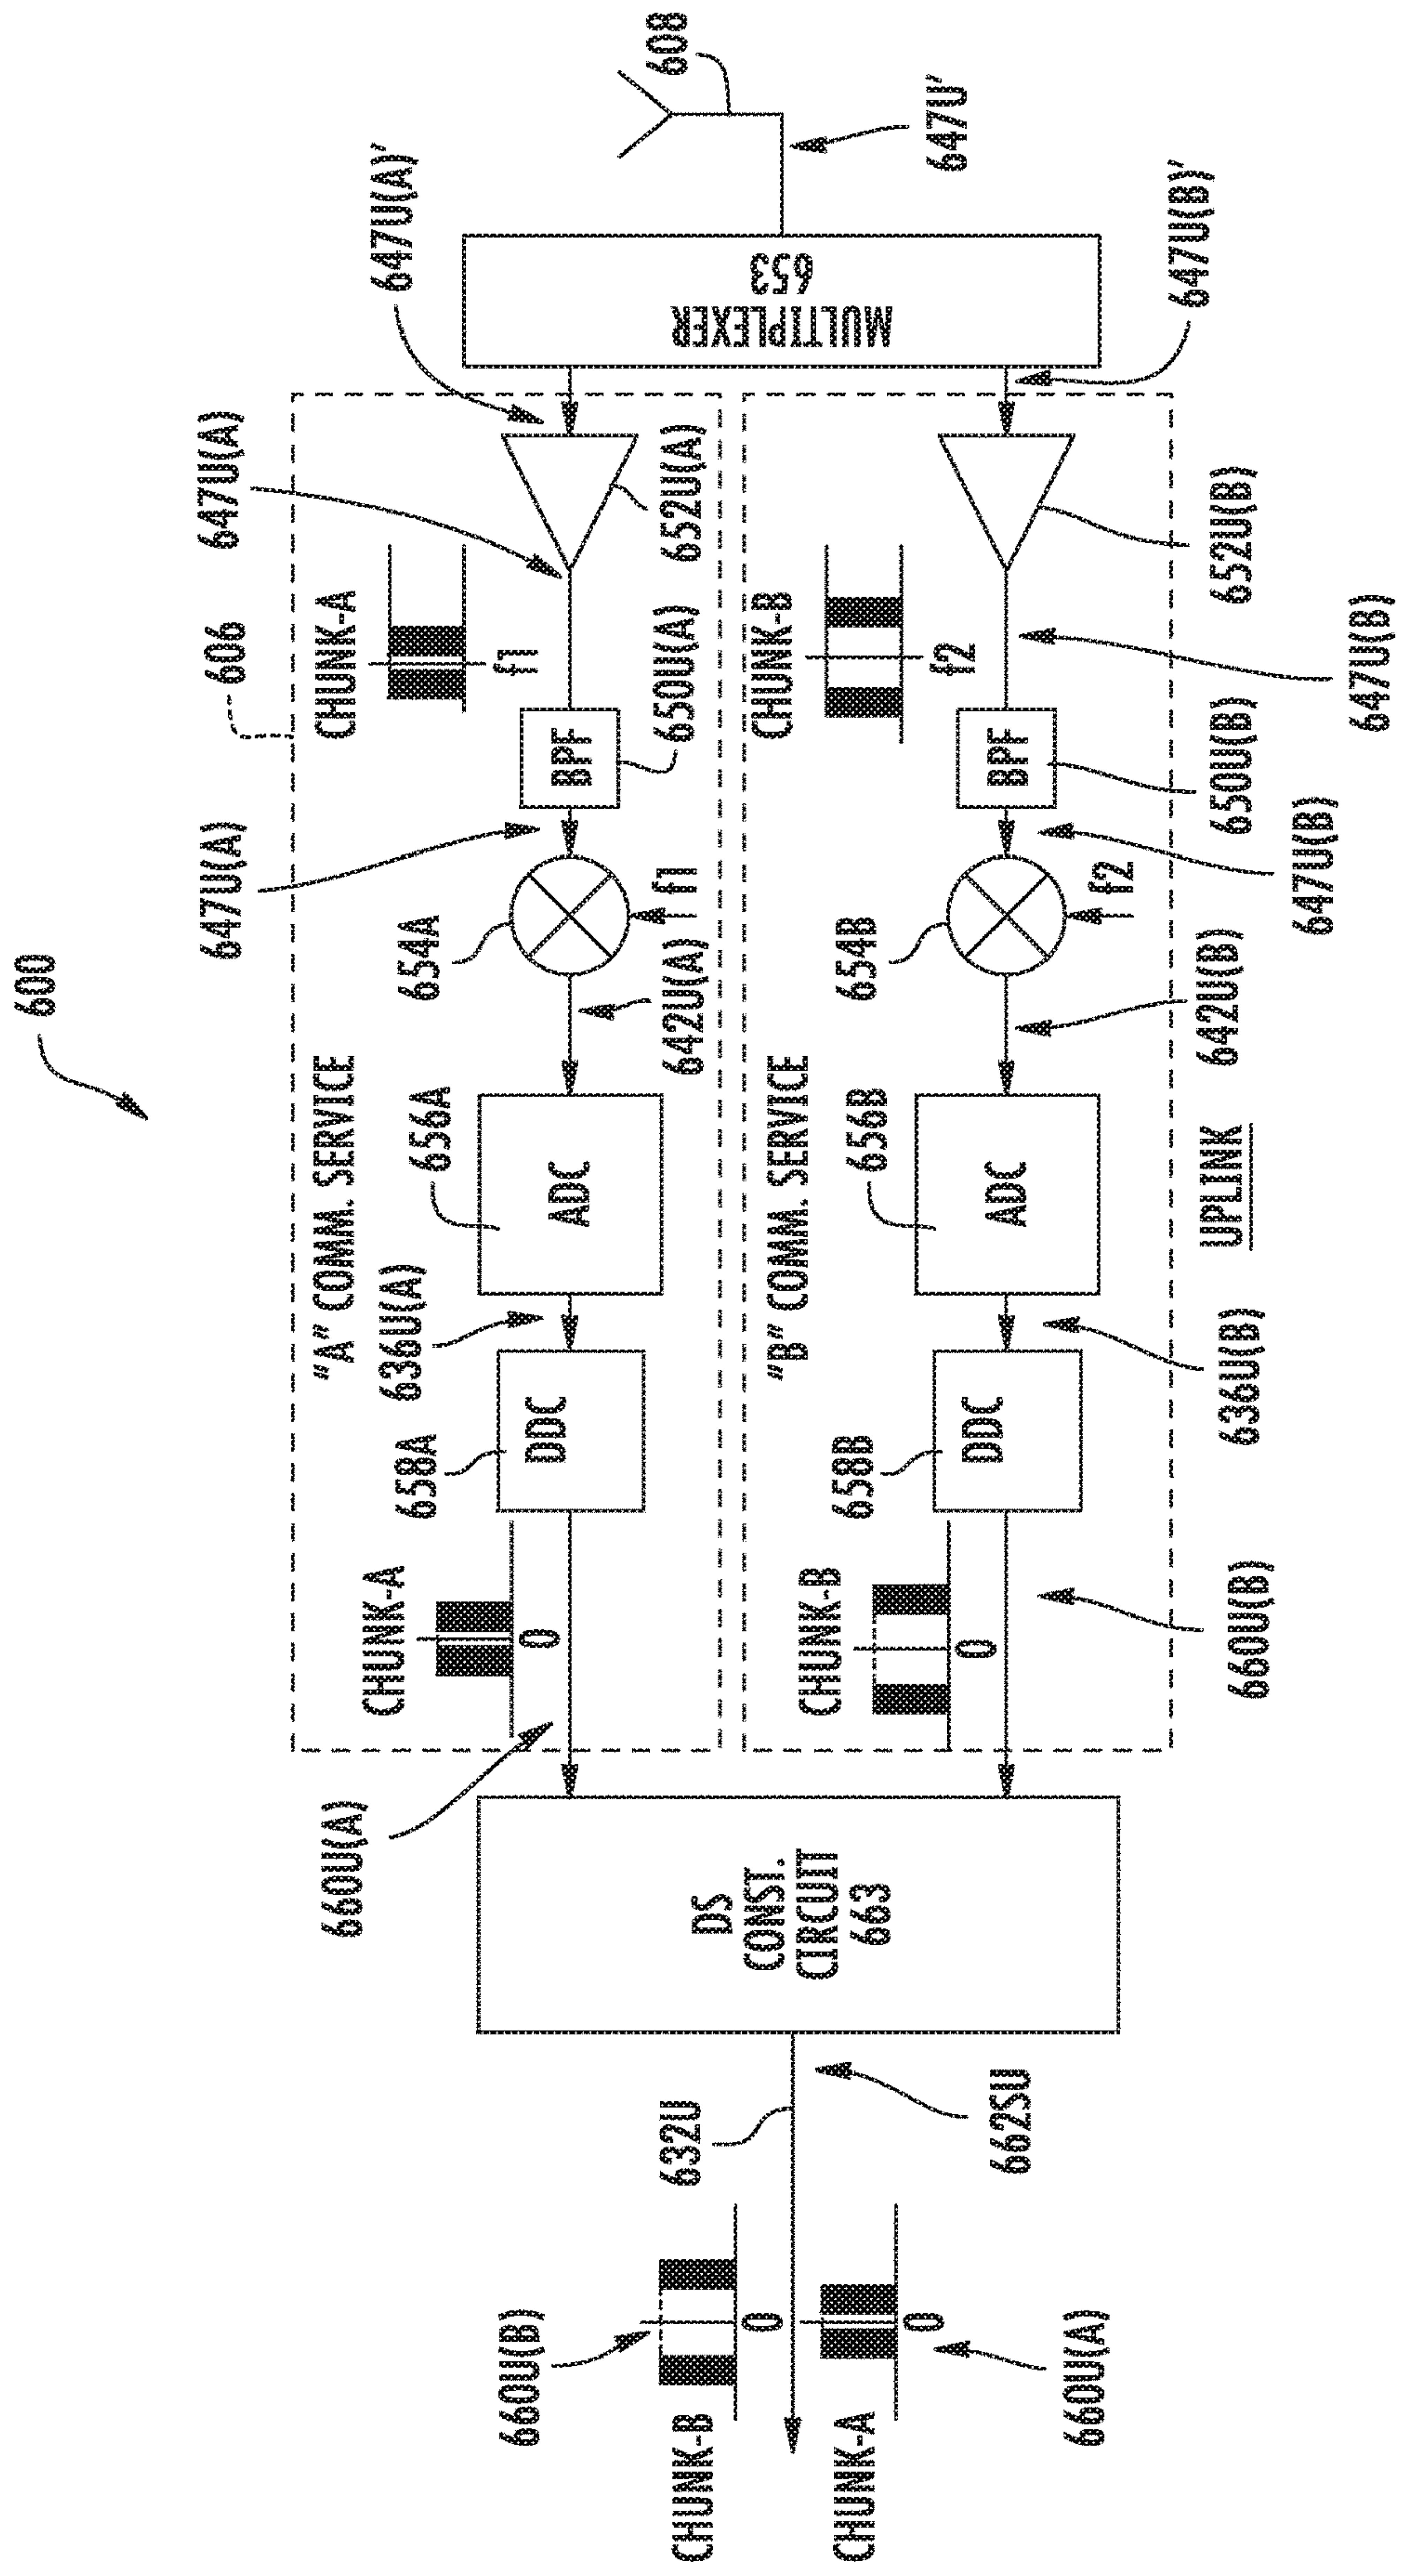 600
606
647U(A)
647U(A)
647U(A)'
608
647U'
MULTIPLEXER
653
647U(B)'
"A" COMM. SERVICE
CHUNK-A
f1
652U(A)
650U(A)
BPF
654A
f1
642U(A)
656A
ADC
636U(A)
658A
DDC
CHUNK-A
0
660U(A)
"B" COMM. SERVICE
CHUNK-B
f2
652U(B)
647U(B)
BPF
650U(B)
647U(B)
654B
f2
642U(B)
656B
ADC
636U(B)
658B
DDC
CHUNK-B
0
660U(B)
UPLINK
DS
CONST.
CIRCUIT
663
632U
662SU
660U(B)
CHUNK-B
0
CHUNK-A
0
660U(A)